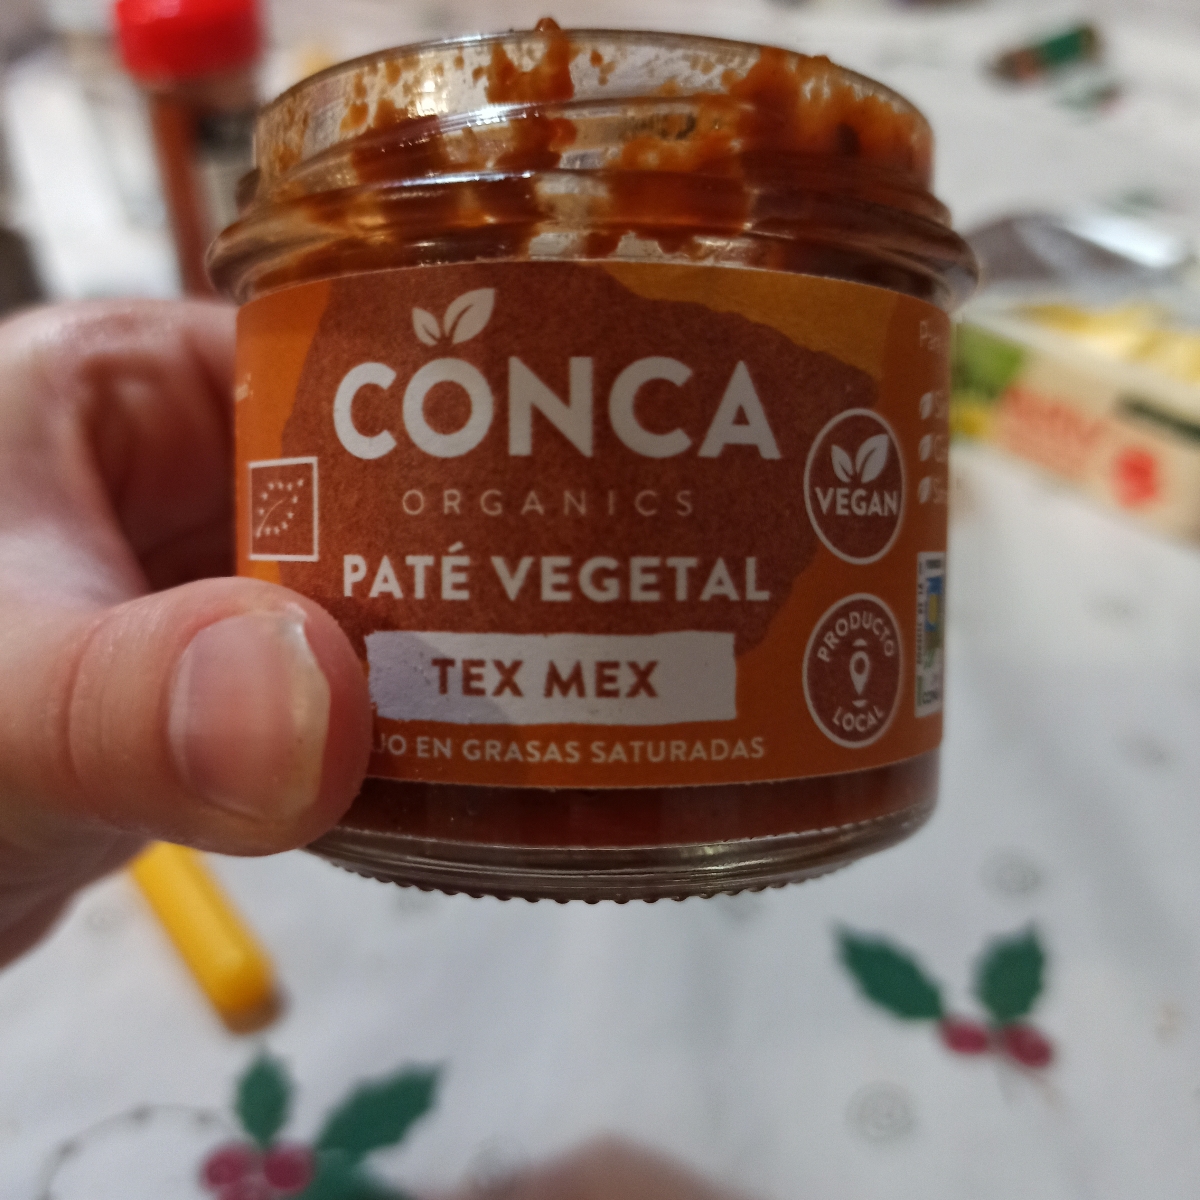 CONCA
ORGANICS
PATÉ VEGETAL
TEX MEX
EN GRASAS SATURADAS
VEGAN
PRODUCTO
LOCAL